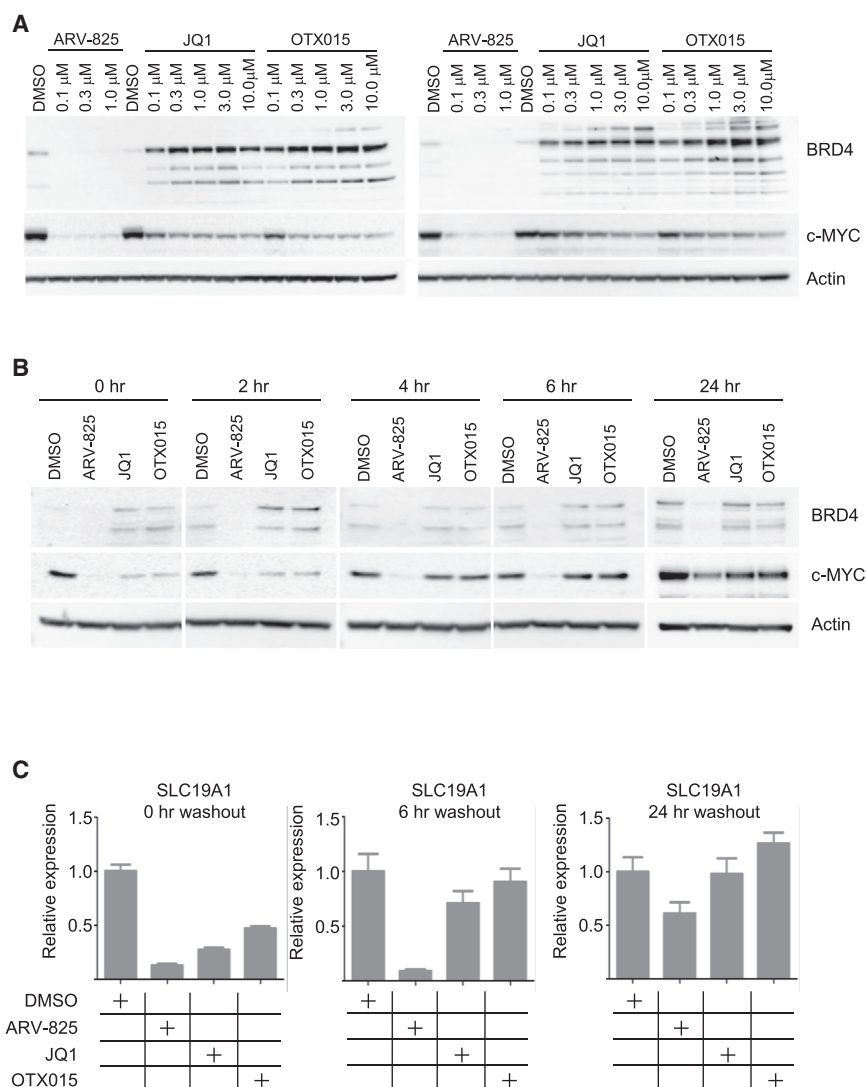 A
ARV-825 JQ1 OTX015 ARV-825 JQ1 OTX015
DMSO 0.1 μM 0.3 μM 1.0 μM DMSO 0.1 μM 0.3 μM 1.0 μM 3.0 μM 10.0μM 0.1 μM 0.3 μM 1.0 μM 3.0 μM 10.0 μM DMSO 0.1 μM 0.3 μM 1.0 μM DMSO 0.1 μM 0.3 μM 1.0 μM 3.0 μM 10.0μM 0.1 μM 0.3 μM 1.0 μM 3.0 μM 10.0 μM
BRD4
c-MYC
Actin
B
0 hr 2 hr 4 hr 6 hr 24 hr
DMSO ARV-825 JQ1 OTX015 DMSO ARV-825 JQ1 OTX015 DMSO ARV-825 JQ1 OTX015 DMSO ARV-825 JQ1 OTX015 DMSO ARV-825 JQ1 OTX015
BRD4
c-MYC
Actin
C
SLC19A1 SLC19A1 SLC19A1
0 hr washout 6 hr washout 24 hr washout
Relative expression Relative expression Relative expression
1.5 1.5 1.5
1.0 1.0 1.0
0.5 0.5 0.5
DMSO + + +
ARV-825 + + +
JQ1 + + +
OTX015 + + +